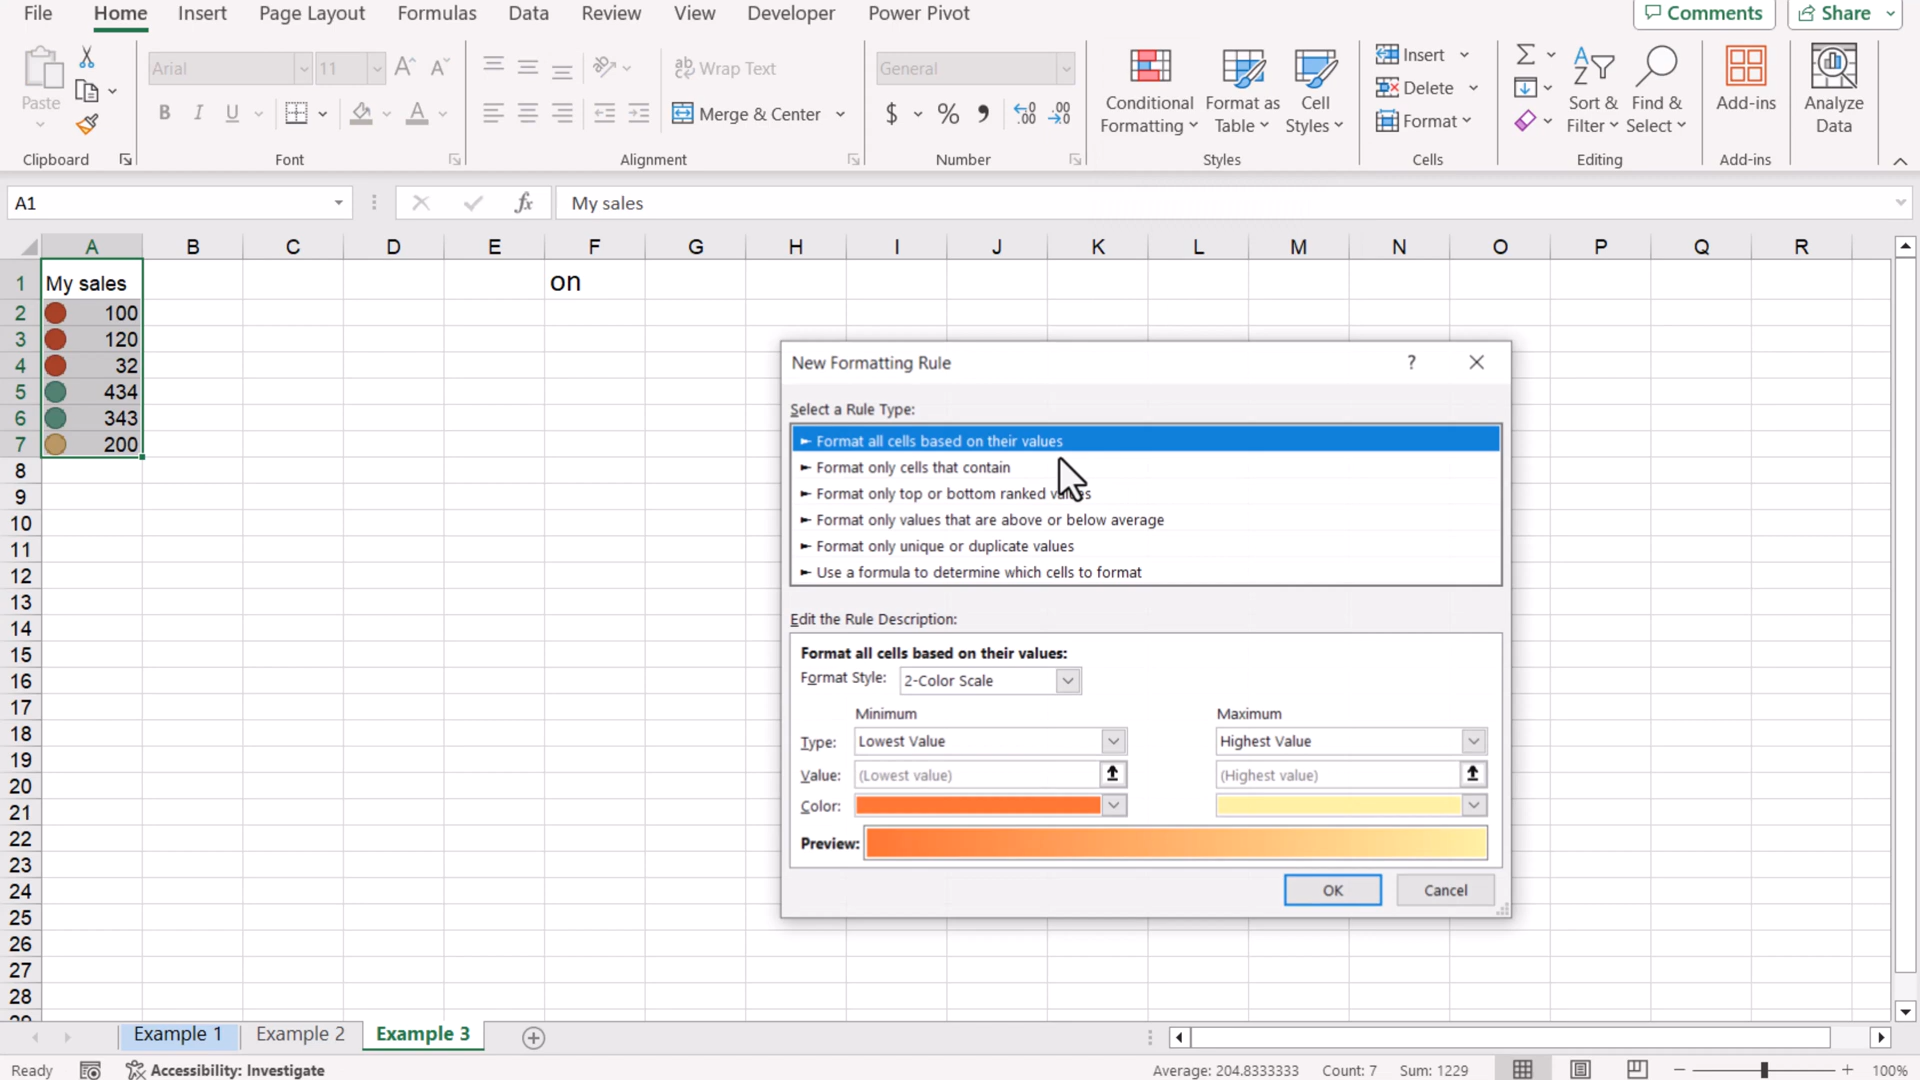 File Home Insert Page Layout Formulas Data Review View Developer Power Pivot Comments Share
Paste Arial 11 Wrap Text General Conditional Formatting Format as Table Cell Styles Insert Sort & Filter Find & Select Add-ins Analyze Data
B I U Merge & Center $ % Delete
Format
Clipboard Font Alignment Number Styles Cells Editing Add-ins
A1 fx My sales
A B C D E F G H I J K L M N O P Q R
1 My sales on
2 100
3 120
4 32
5 434
6 343
7 200
8
9
10
11
12
13
14
15
16
17
18
19
20
21
22
23
24
25
26
27
28
New Formatting Rule ?
Select a Rule Type:
► Format all cells based on their values
► Format only cells that contain
► Format only top or bottom ranked values
► Format only values that are above or below average
► Format only unique or duplicate values
► Use a formula to determine which cells to format
Edit the Rule Description:
Format all cells based on their values:
Format Style: 2-Color Scale
Minimum Maximum
Type: Lowest Value Highest Value
Value: (Lowest value) (Highest value)
Color:
Preview:
OK Cancel
Example 1 Example 2 Example 3
Ready Accessibility: Investigate Average: 204.8333333 Count: 7 Sum: 1229 100%